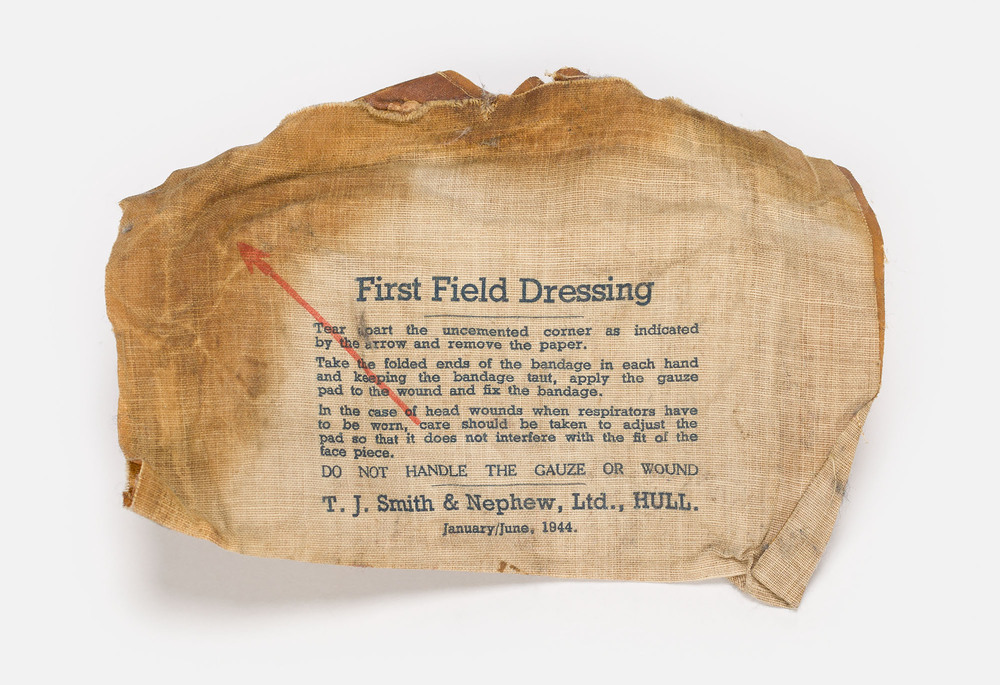 First Field Dressing
Tear apart the uncemented corner as indicated
by the arrow and remove the paper.
Take the folded ends of the bandage in each hand
and keeping the bandage taut, apply the gauze
pad to the wound and fix the bandage.
In the case of head wounds when respirators have
to be worn, care should be taken to adjust the
pad so that it does not interfere with the fit of the
face piece.
DO NOT HANDLE THE GAUZE OR WOUND
T. J. Smith & Nephew, Ltd., HULL.
January/June, 1944.